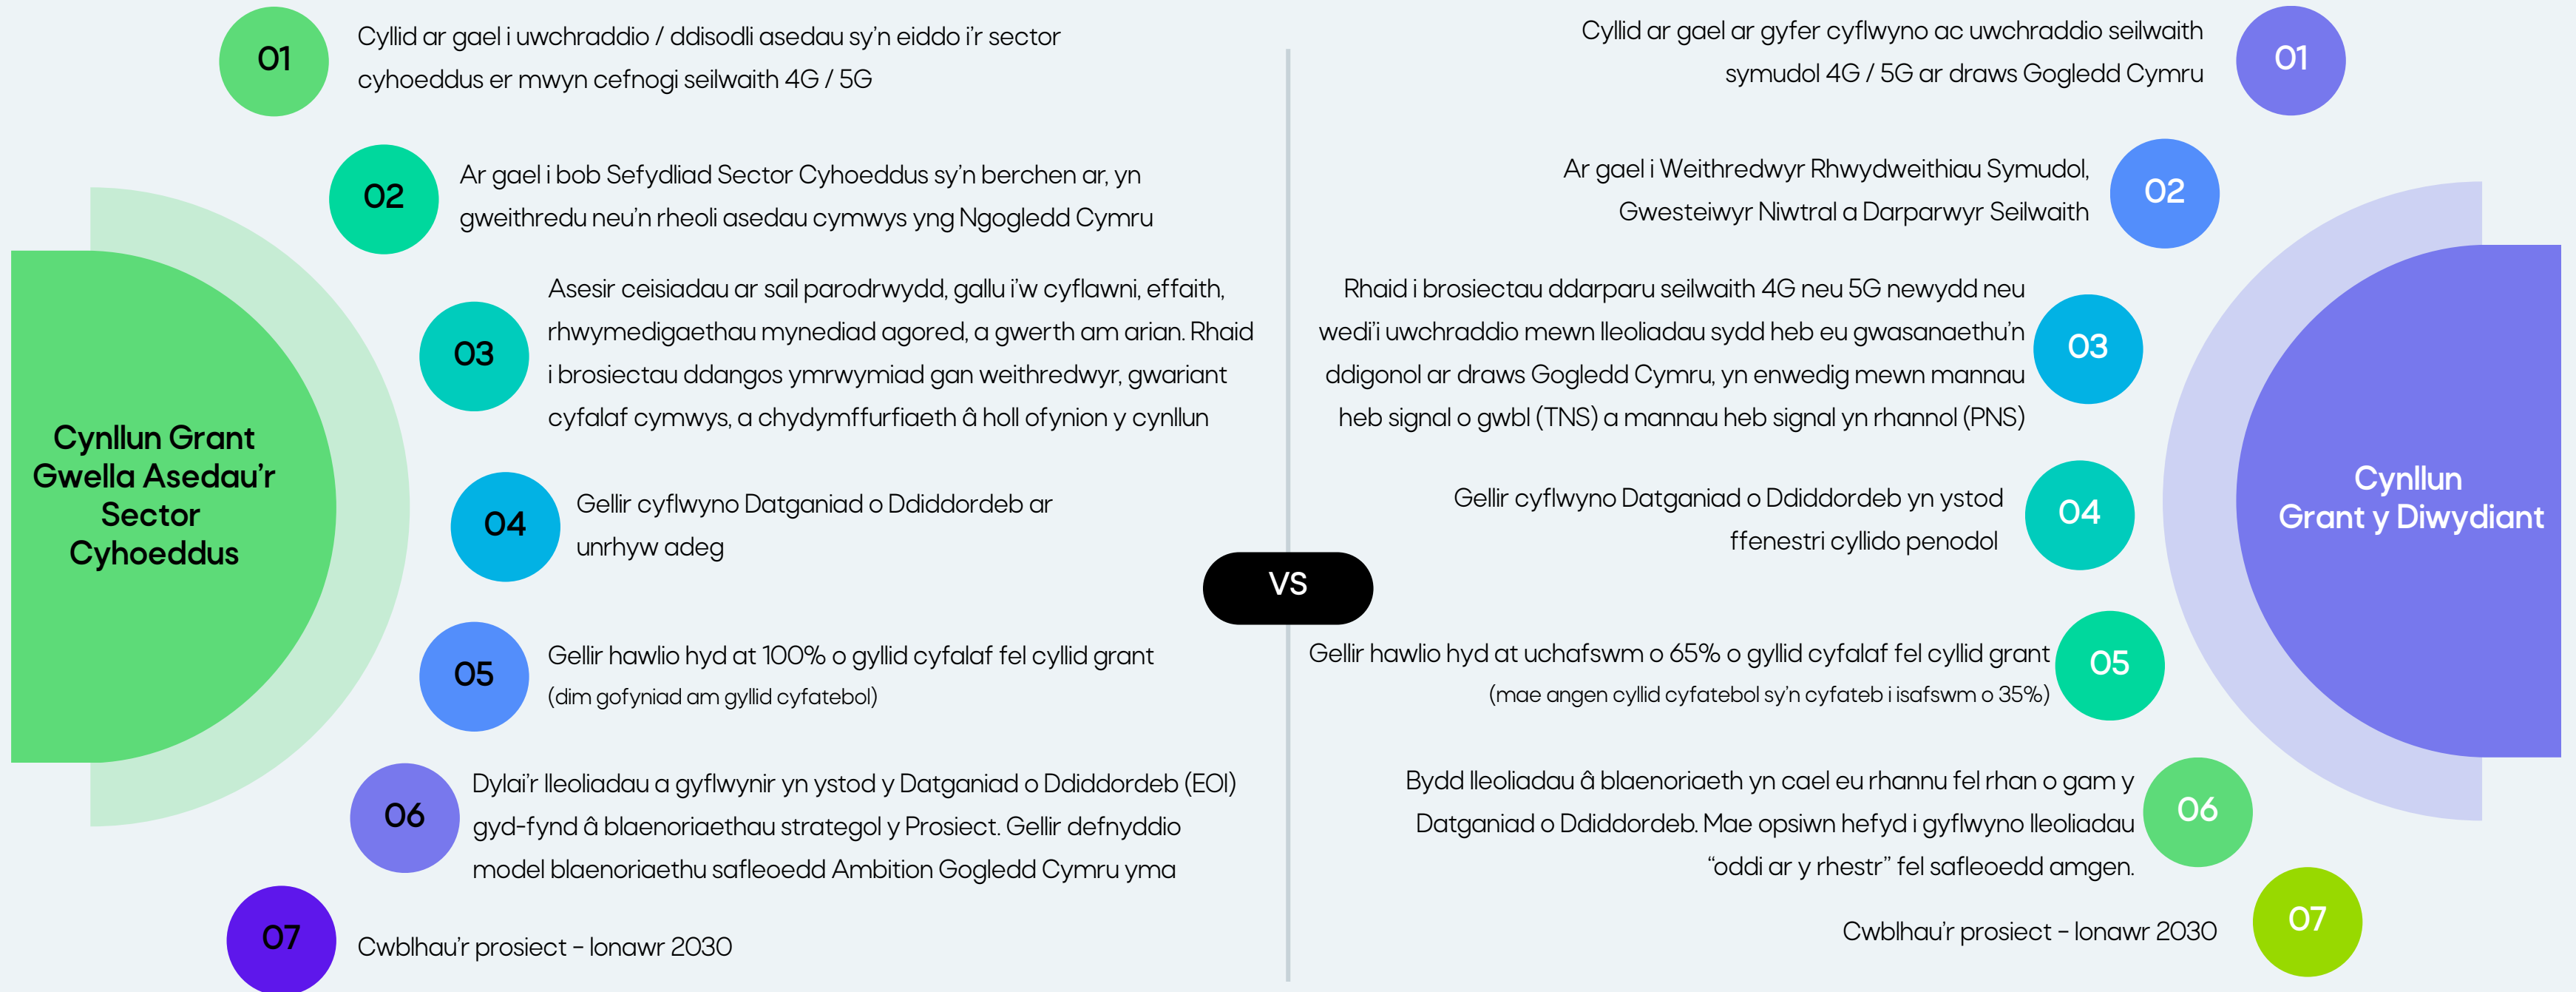 Cynllun Grant
Gwella Asedau’r
Sector
Cyhoeddus
01
Cyllid ar gael i uwchraddio / ddisodli asedau sy’n eiddo i’r sector
cyhoeddus er mwyn cefnogi seilwaith 4G / 5G
02
Ar gael i bob Sefydliad Sector Cyhoeddus sy’n berchen ar, yn
gweithredu neu’n rheoli asedau cymwys yng Ngogledd Cymru
03
Asesir ceisiadau ar sail parodrwydd, gallu i’w cyflawni, effaith,
rhwymedigaethau mynediad agored, a gwerth am arian. Rhaid
i brosiectau ddangos ymrwymiad gan weithredwyr, gwariant
cyfalaf cymwys, a chydymffurfiaeth â holl ofynion y cynllun
04
Gellir cyflwyno Datganiad o Ddiddordeb ar
unrhyw adeg
05
Gellir hawlio hyd at 100% o gyllid cyfalaf fel cyllid grant
(dim gofyniad am gyllid cyfatebol)
06
Dylai’r lleoliadau a gyflwynir yn ystod y Datganiad o Ddiddordeb (EOI)
gyd-fynd â blaenoriaethau strategol y Prosiect. Gellir defnyddio
model blaenoriaethu safleoedd Ambition Gogledd Cymru yma
07
Cwblhau’r prosiect – Ionawr 2030
VS
Cynllun
Grant y Diwydiant
01
Cyllid ar gael ar gyfer cyflwyno ac uwchraddio seilwaith
symudol 4G / 5G ar draws Gogledd Cymru
02
Ar gael i Weithredwyr Rhwydweithiau Symudol,
Gwesteiwyr Niwtral a Darparwyr Seilwaith
03
Rhaid i brosiectau ddarparu seilwaith 4G neu 5G newydd neu
wedi’i uwchraddio mewn lleoliadau sydd heb eu gwasanaethu’n
ddigonol ar draws Gogledd Cymru, yn enwedig mewn mannau
heb signal o gwbl (TNS) a mannau heb signal yn rhannol (PNS)
04
Gellir cyflwyno Datganiad o Ddiddordeb yn ystod
ffenestri cyllido penodol
05
Gellir hawlio hyd at uchafswm o 65% o gyllid cyfalaf fel cyllid grant
(mae angen cyllid cyfatebol sy’n cyfateb i isafswm o 35%)
06
Bydd lleoliadau â blaenoriaeth yn cael eu rhannu fel rhan o gam y
Datganiad o Ddiddordeb. Mae opsiwn hefyd i gyflwyno lleoliadau
“oddi ar y rhestr” fel safleoedd amgen.
07
Cwblhau’r prosiect – Ionawr 2030